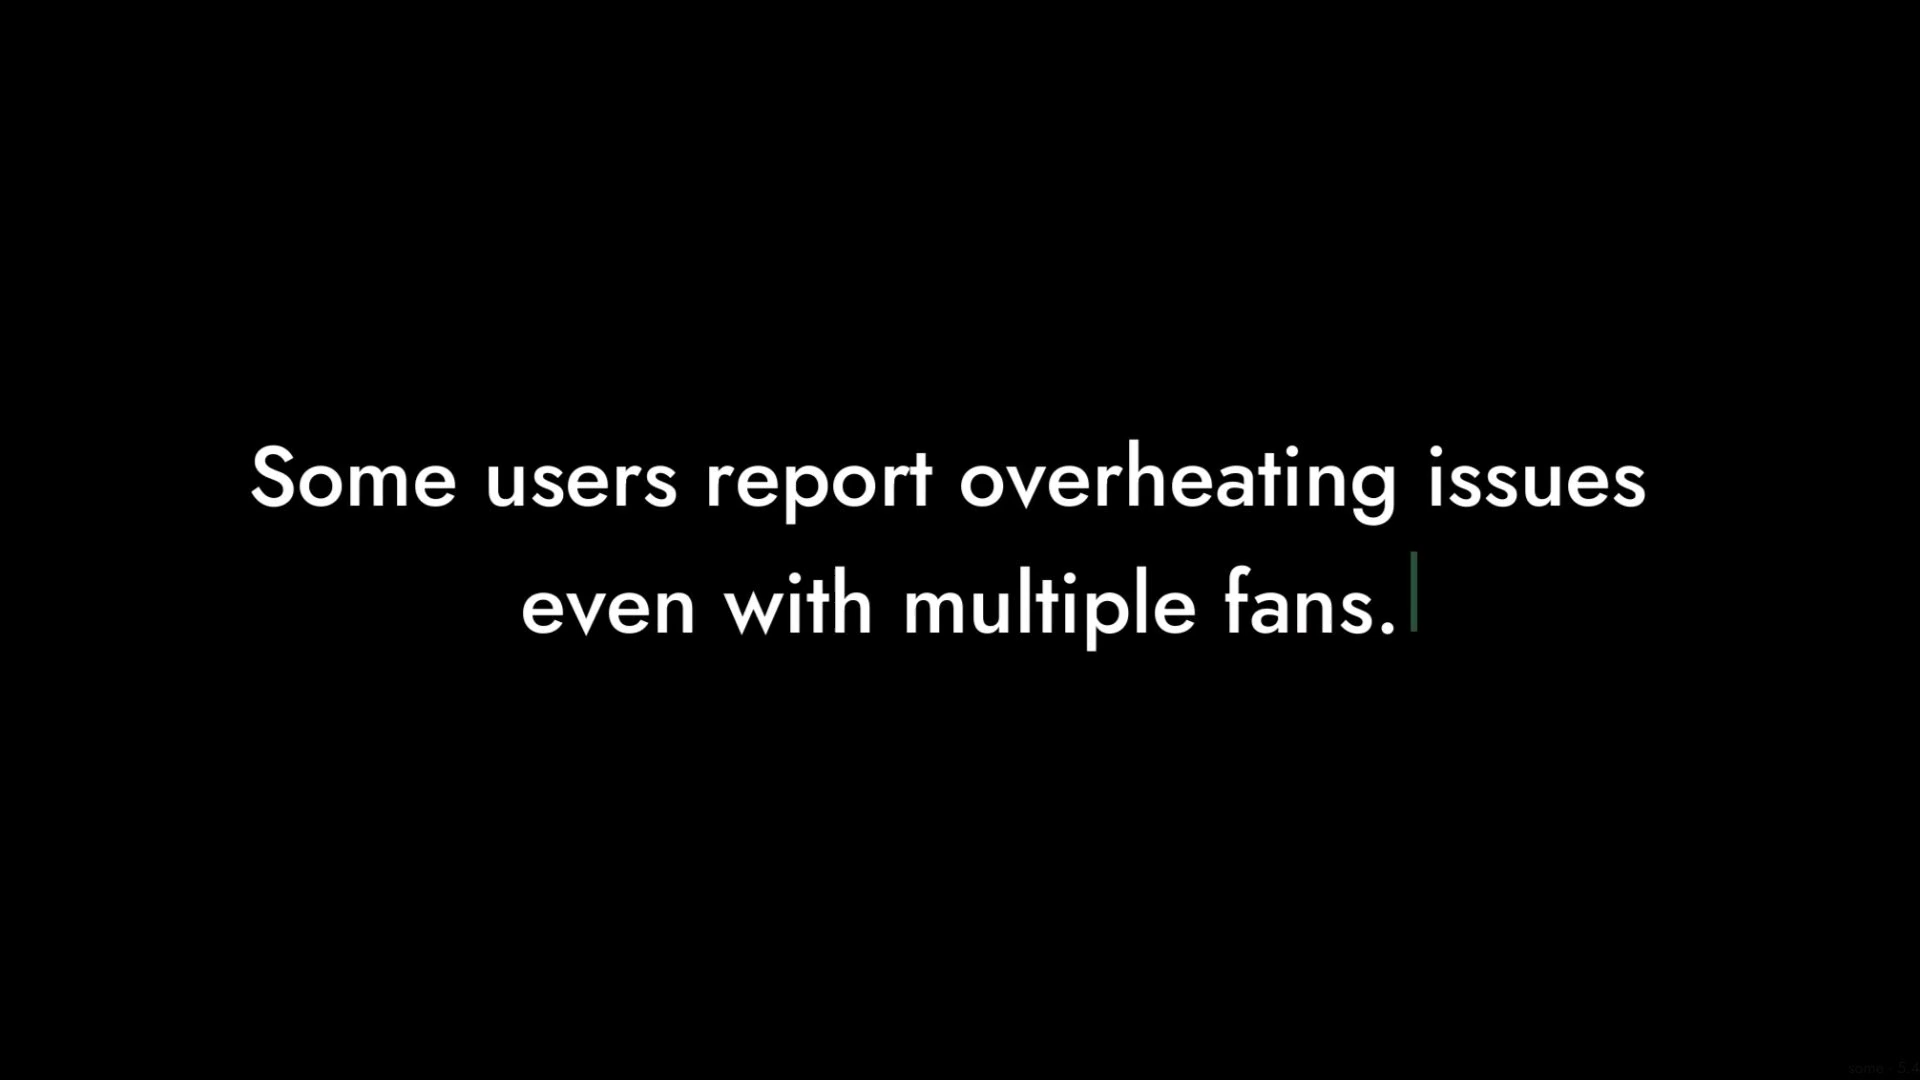 Some users report overheating issues
even with multiple fans.